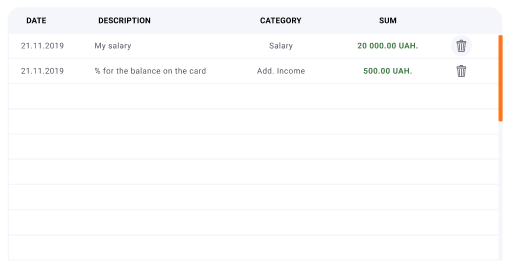 DATE DESCRIPTION CATEGORY SUM
21.11.2019 My salary Salary 20 000.00 UAH.
21.11.2019 % for the balance on the card Add. Income 500.00 UAH.